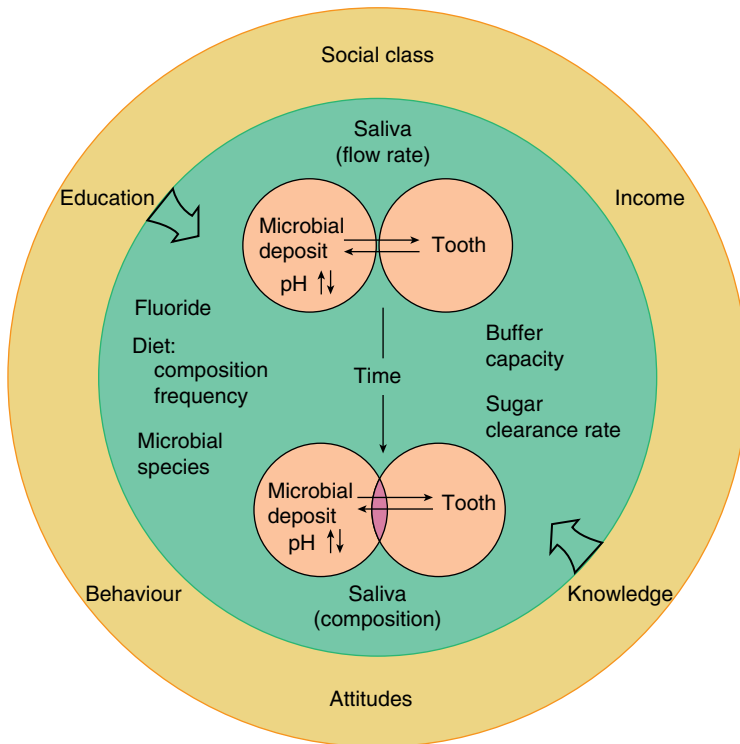 Social class
Saliva
(flow rate)
Education
Income
Microbial
deposit
pH
Tooth
Fluoride
Diet:
composition
frequency
Microbial
species
Time
Buffer
capacity
Sugar
clearance rate
Microbial
deposit
pH
Tooth
Behaviour
Saliva
(composition)
Knowledge
Attitudes